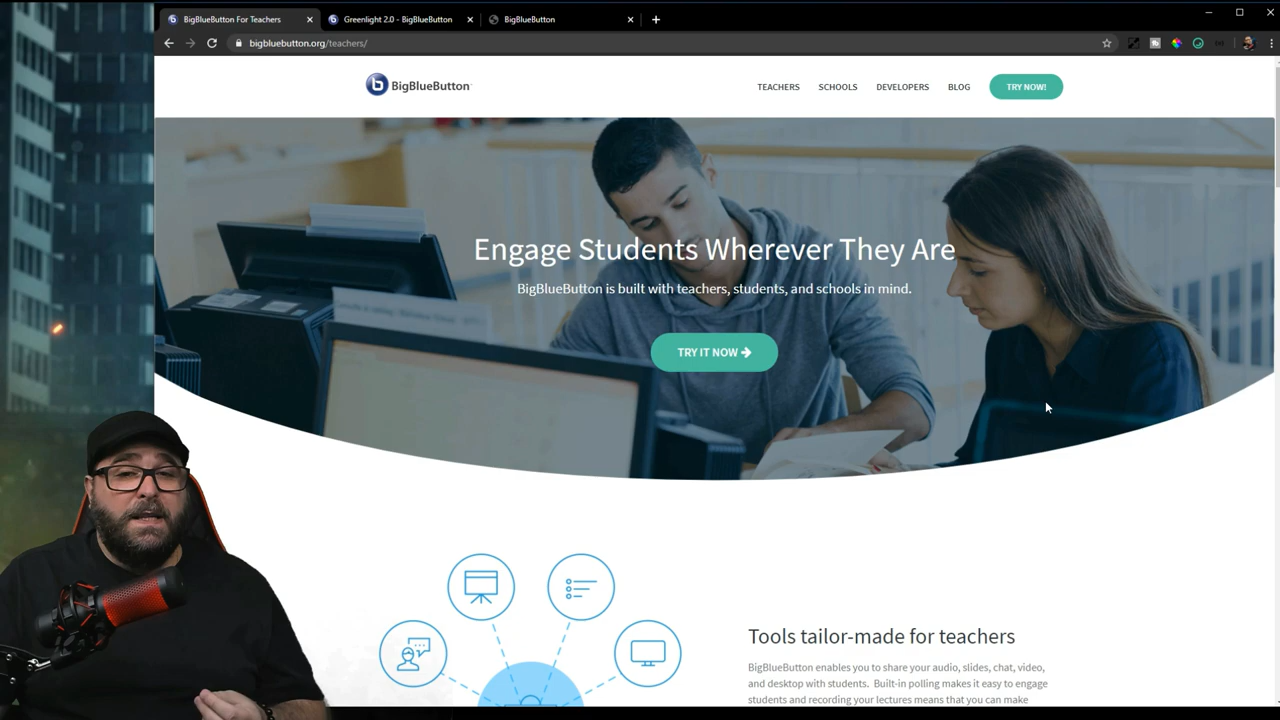 BigBlueButton For Teachers
Greenlight 2.0 - BigBlueButton
BigBlueButton
bigbluebutton.org/teachers/
BigBlueButton
TEACHERS
SCHOOLS
DEVELOPERS
BLOG
TRY NOW!
Engage Students Wherever They Are
BigBlueButton is built with teachers, students, and schools in mind.
TRY IT NOW
Tools tailor-made for teachers
BigBlueButton enables you to share your audio, slides, chat, video,
and desktop with students. Built-in polling makes it easy to engage
students and recording your lectures means that you can make